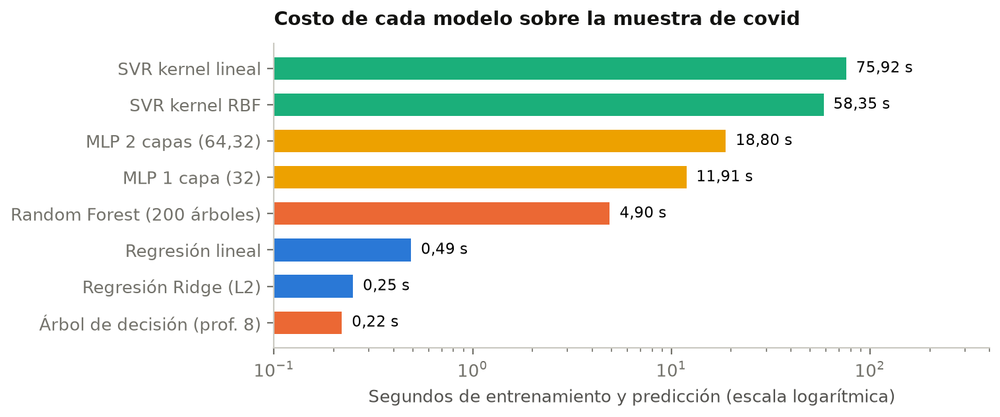 Costo de cada modelo sobre la muestra de covid
SVR kernel lineal 75,92 s
SVR kernel RBF 58,35 s
MLP 2 capas (64,32) 18,80 s
MLP 1 capa (32) 11,91 s
Random Forest (200 árboles) 4,90 s
Regresión lineal 0,49 s
Regresión Ridge (L2) 0,25 s
Árbol de decisión (prof. 8) 0,22 s
10⁻¹ 10⁰ 10¹ 10²
Segundos de entrenamiento y predicción (escala logarítmica)